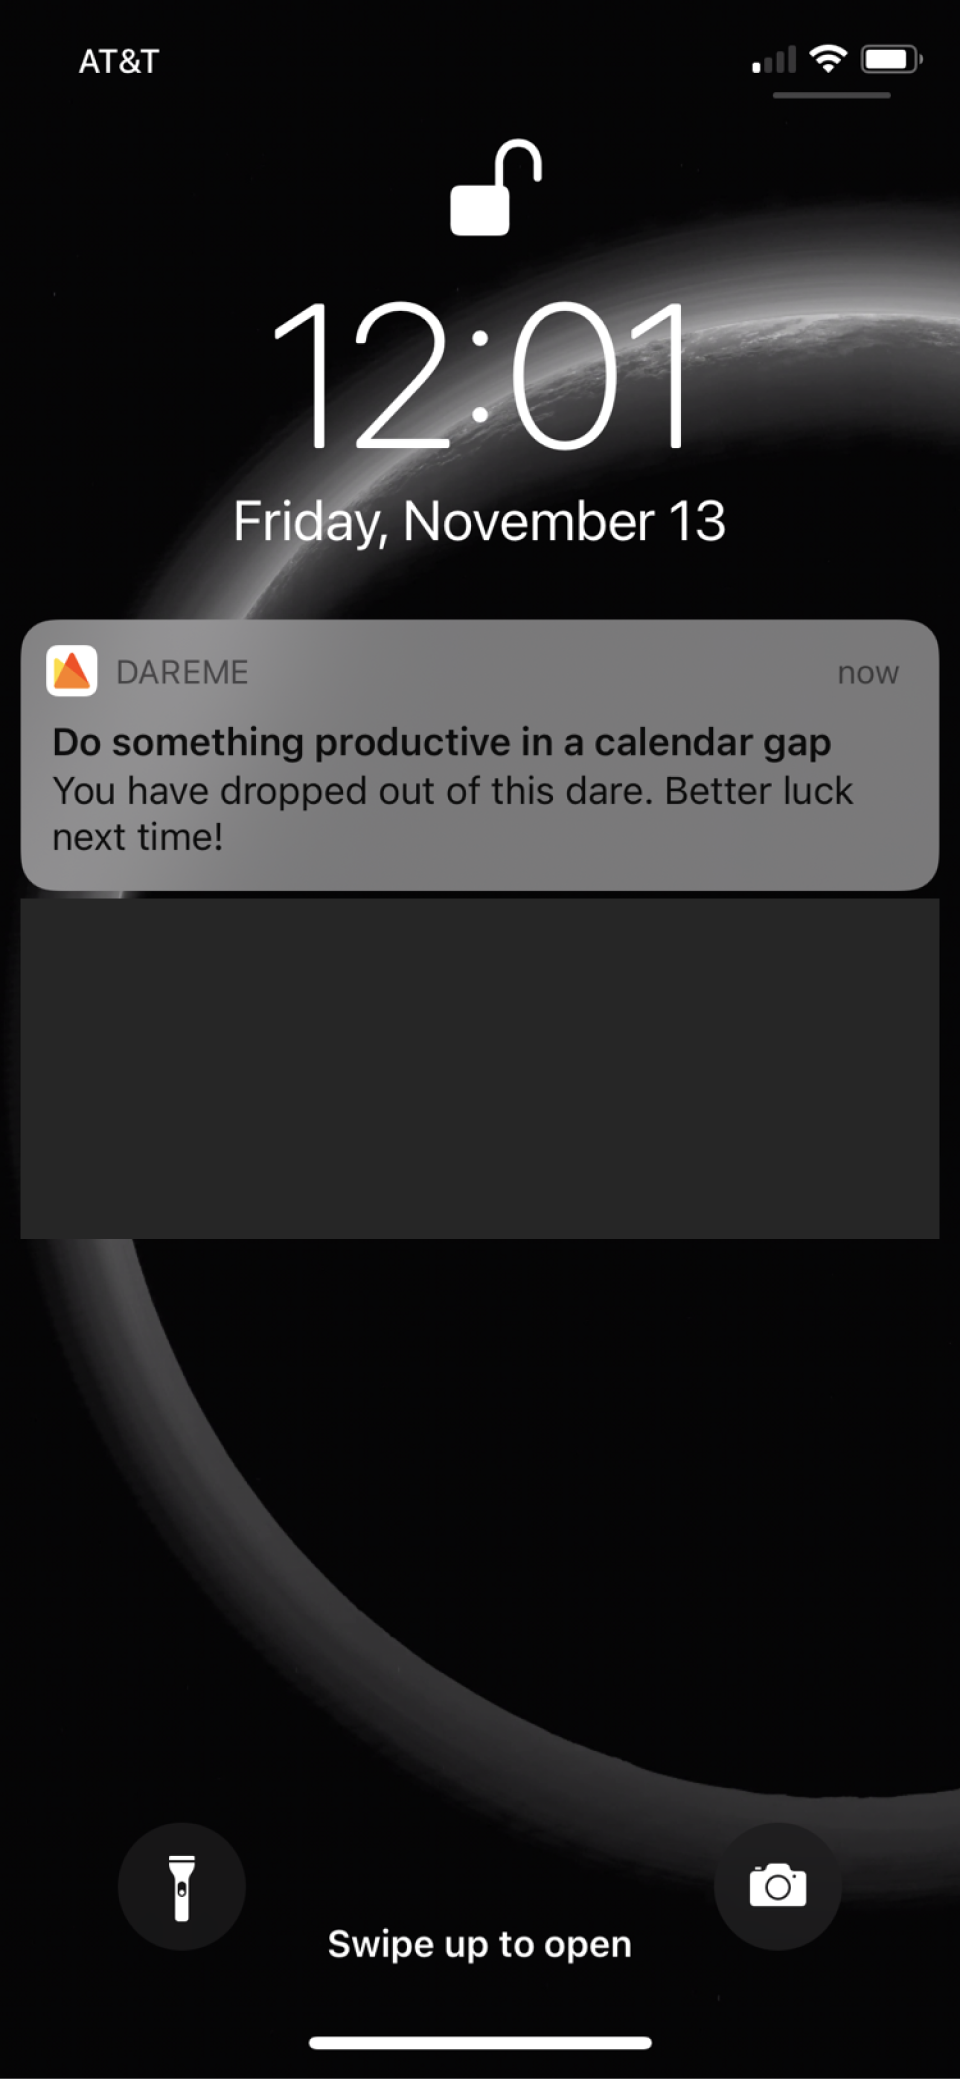 AT&T
12:01
Friday, November 13
DAREME now
Do something productive in a calendar gap
You have dropped out of this dare. Better luck
next time!
Swipe up to open